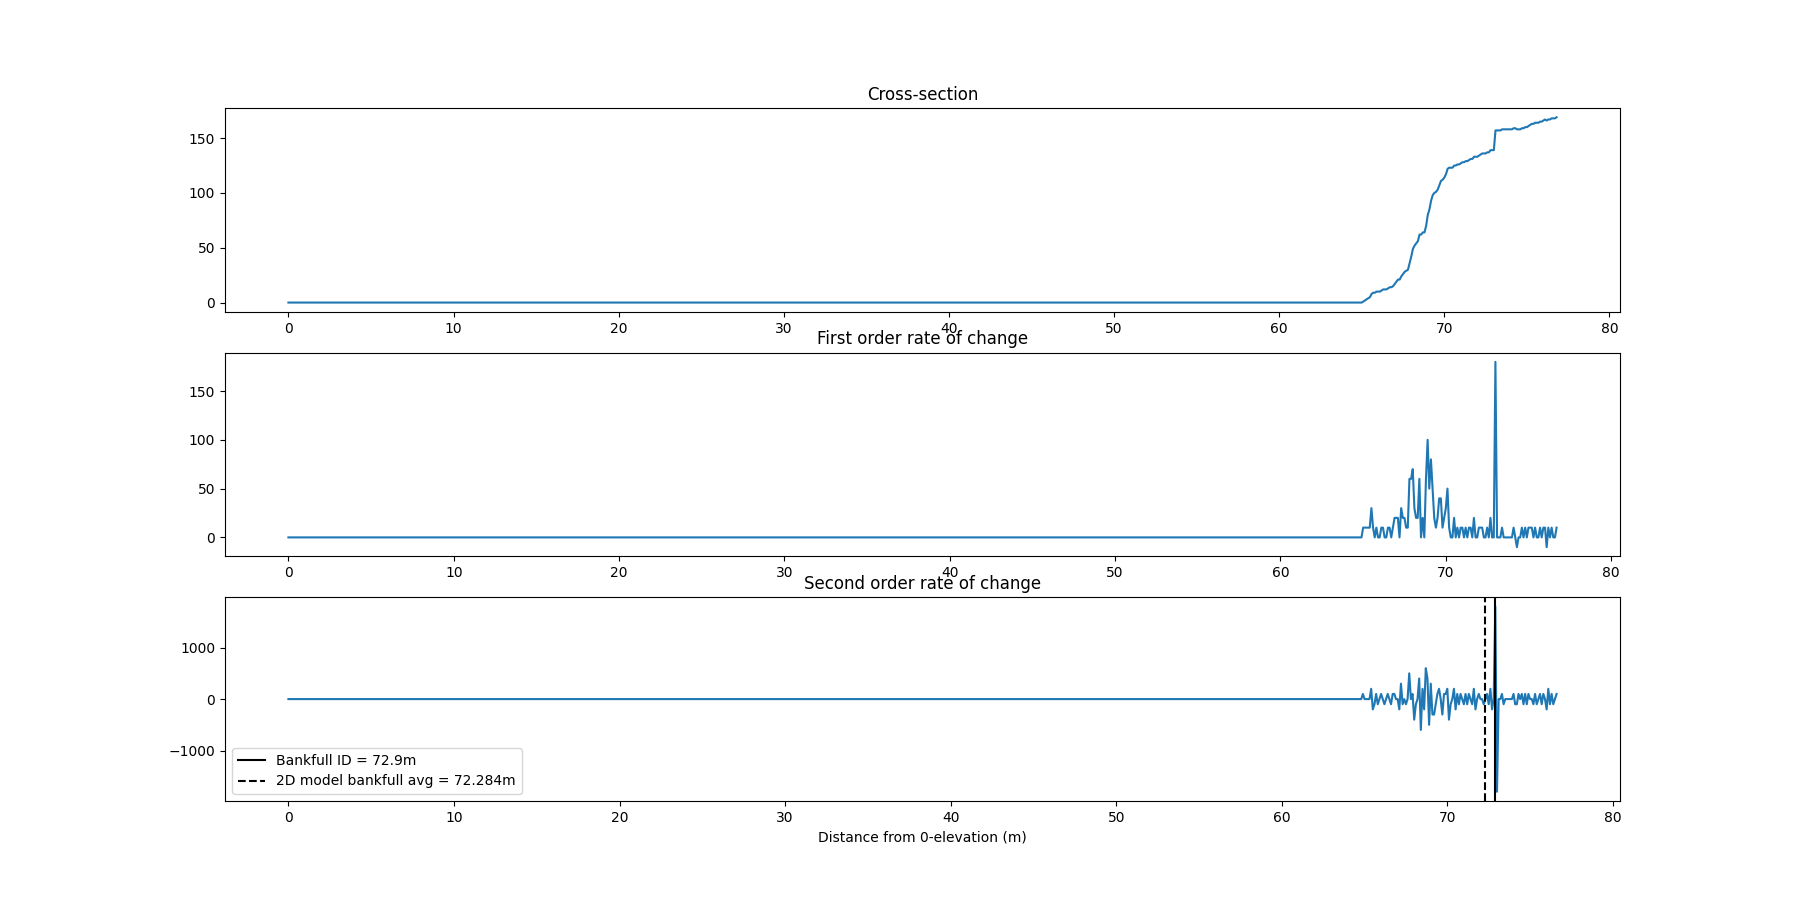 Cross-section
150
100
50
0
0 10 20 30 40 50 60 70 80
First order rate of change
150
100
50
0
0 10 20 30 40 50 60 70 80
Second order rate of change
1000
0
−1000
Bankfull ID = 72.9m
2D model bankfull avg = 72.284m
0 10 20 30 40 50 60 70 80
Distance from 0-elevation (m)